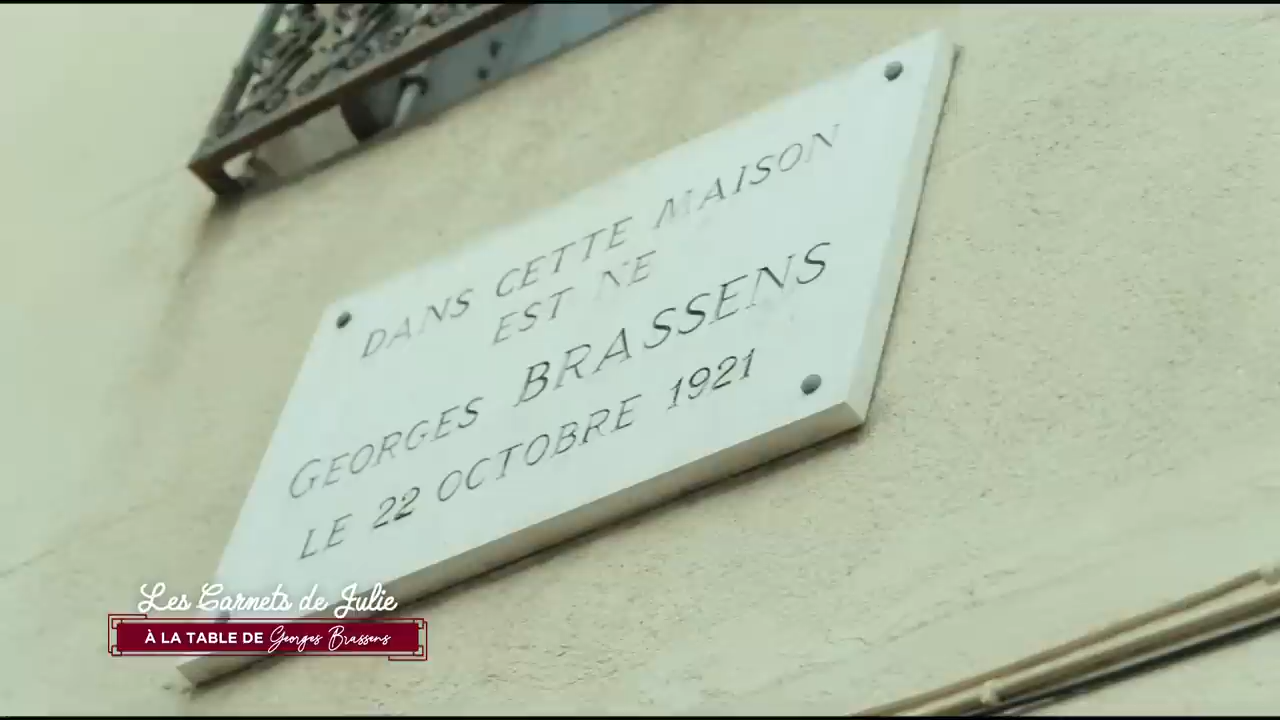 DANS CETTE MAISON
EST NE
GEORGES BRASSENS
LE 22 OCTOBRE 1921
Les Carnets de Julie
À LA TABLE DE Georges Brassens